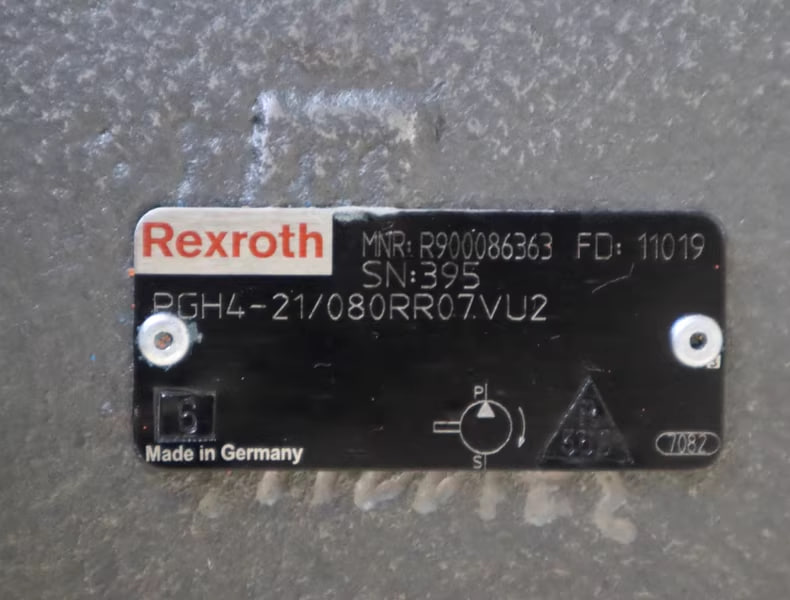 Rexroth
MNR: R900086363 FD: 11019
SN:395
PGH4-21/080RR07VU2
6
P
S
Made in Germany
7082